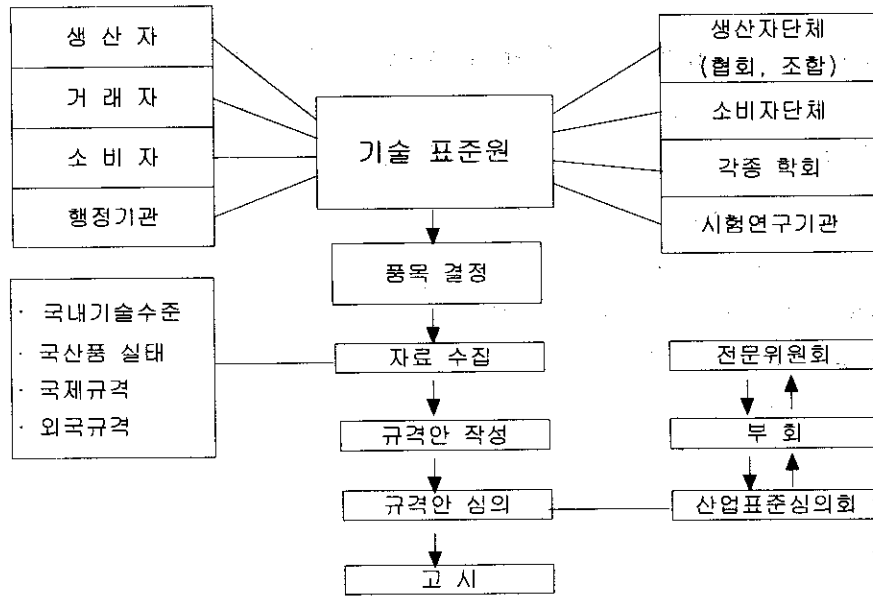 생 산 자
거 래 자
소 비 자
행정기관
기술 표준원
생산자단체
(협회, 조합)
소비자단체
각종 학회
시험연구기관
품목 결정
· 국내기술수준
· 국산품 실태
· 국제규격
· 외국규격
자료 수집
규격안 작성
규격안 심의
고 시
전문위원회
부 회
산업표준심의회